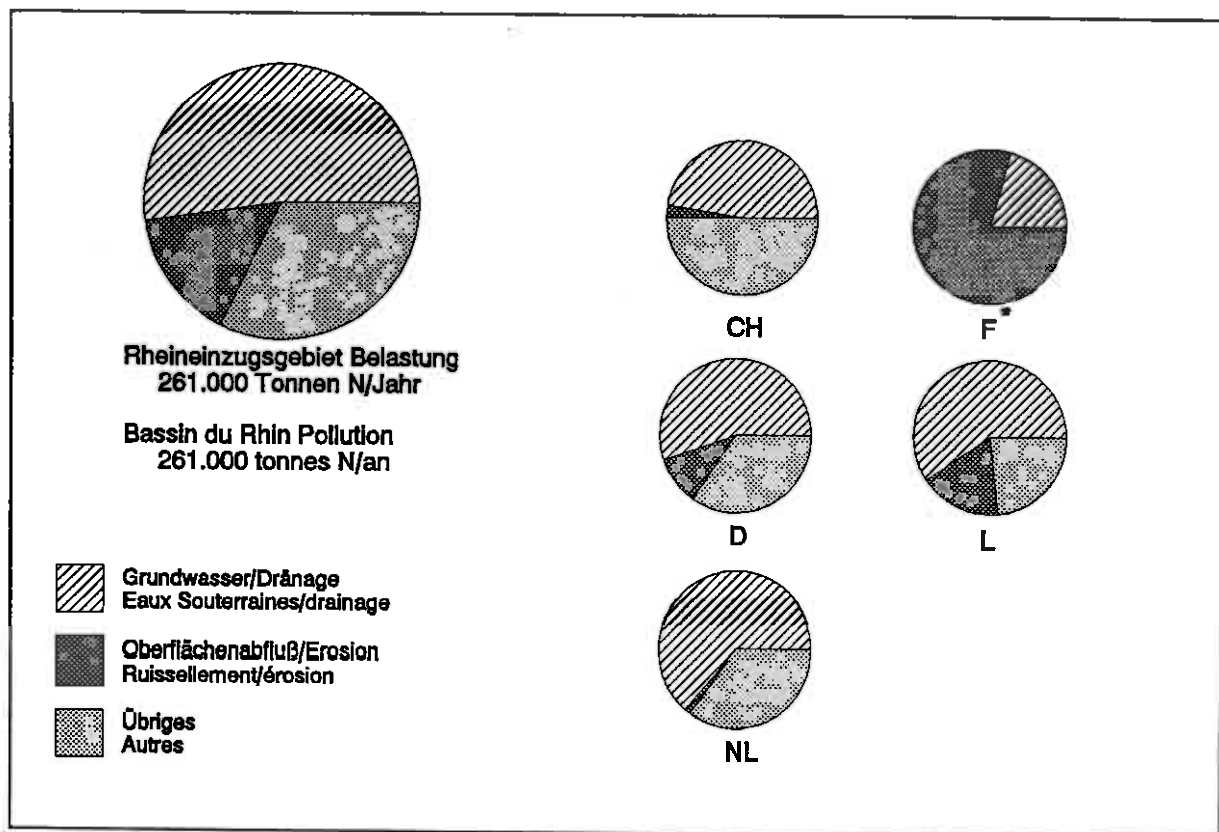 Rheineinzugsgebiet Belastung
261.000 Tonnen N/Jahr
Bassin du Rhin Pollution
261.000 tonnes N/an
Grundwasser/Dränage
Eaux Souterraines/drainage
Oberflächenabfluß/Erosion
Ruissellement/érosion
Übriges
Autres
CH
F*
D
L
NL